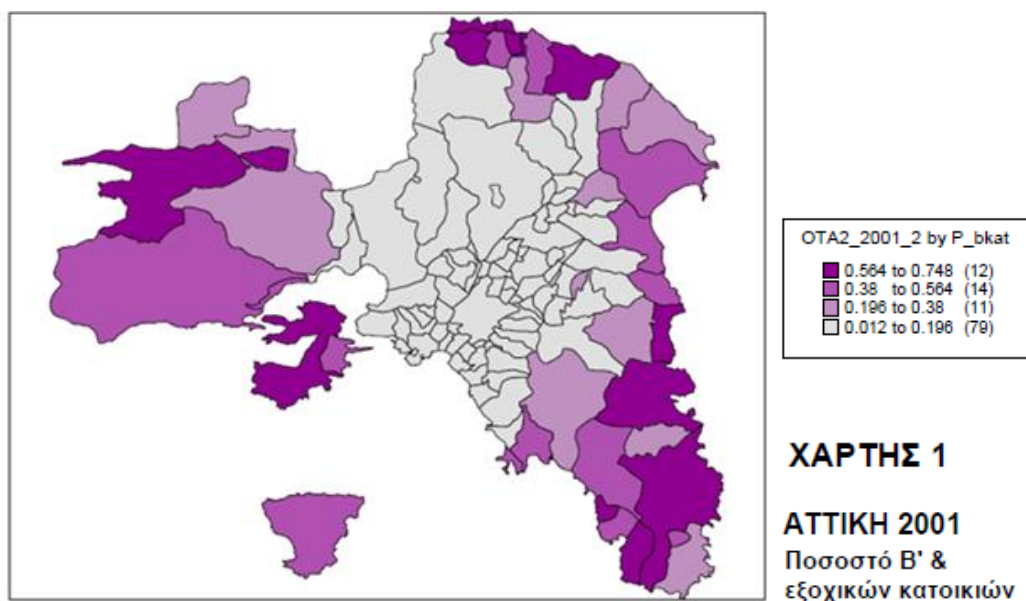 OTA2_2001_2 by P_bkat
0.564 to 0.748 (12)
0.38 to 0.564 (14)
0.196 to 0.38 (11)
0.012 to 0.196 (79)
ΧΑΡΤΗΣ 1
ΑΤΤΙΚΗ 2001
Ποσοστό Β' &
εξοχικών κατοικιών